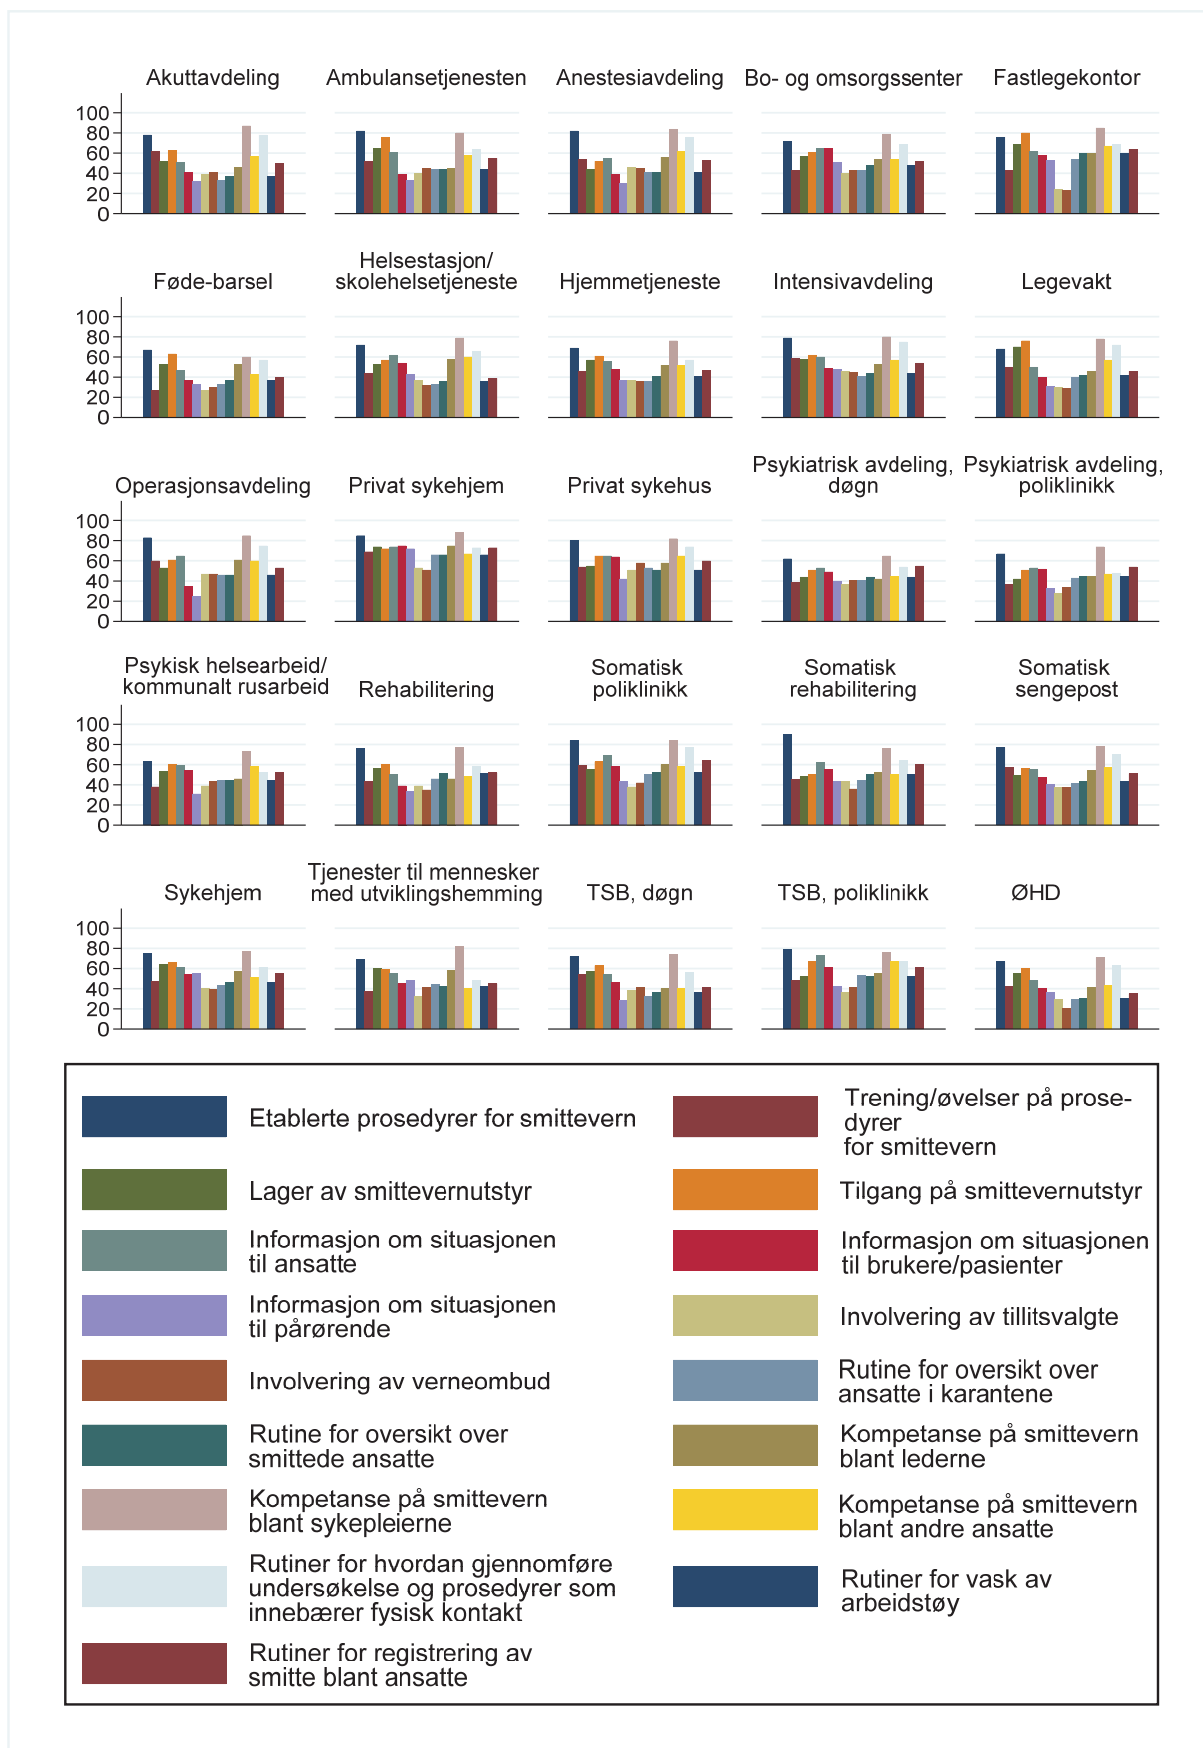 Akuttavdeling
Ambulansetjenesten
Anestesiavdeling
Bo- og omsorgssenter
Fastlegekontor
100
80
60
40
20
0
Føde-barsel
Helsestasjon/
skolehelsetjeneste
Hjemmetjeneste
Intensivavdeling
Legevakt
100
80
60
40
20
0
Operasjonsavdeling
Privat sykehjem
Privat sykehus
Psykiatrisk avdeling,
døgn
Psykiatrisk avdeling,
poliklinikk
100
80
60
40
20
0
Psykisk helsearbeid/
kommunalt rusarbeid
Rehabilitering
Somatisk
poliklinikk
Somatisk
rehabilitering
Somatisk
sengepost
100
80
60
40
20
0
Sykehjem
Tjenester til mennesker
med utviklingshemming
TSB, døgn
TSB, poliklinikk
ØHD
100
80
60
40
20
0
Etablerte prosedyrer for smittevern
Trening/øvelser på prose-
dyrer
for smittevern
Lager av smittevernutstyr
Tilgang på smittevernutstyr
Informasjon om situasjonen
til ansatte
Informasjon om situasjonen
til brukere/pasienter
Informasjon om situasjonen
til pårørende
Involvering av tillitsvalgte
Involvering av verneombud
Rutine for oversikt over
ansatte i karantene
Rutine for oversikt over
smittede ansatte
Kompetanse på smittevern
blant lederne
Kompetanse på smittevern
blant sykepleierne
Kompetanse på smittevern
blant andre ansatte
Rutiner for hvordan gjennomføre
undersøkelse og prosedyrer som
innebærer fysisk kontakt
Rutiner for vask av
arbeidstøy
Rutiner for registrering av
smitte blant ansatte